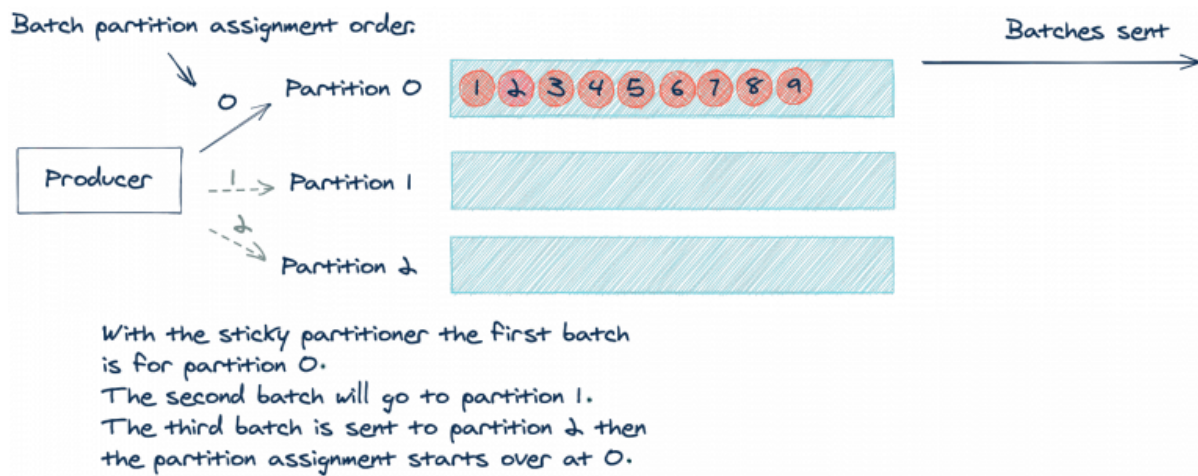 Batch partition assignment order.
Batches sent
0
Partition 0
1 2 3 4 5 6 7 8 9
Producer
1
Partition 1
2
Partition 2
With the sticky partitioner the first batch
is for partition 0.
The second batch will go to partition 1.
The third batch is sent to partition 2 then
the partition assignment starts over at 0.